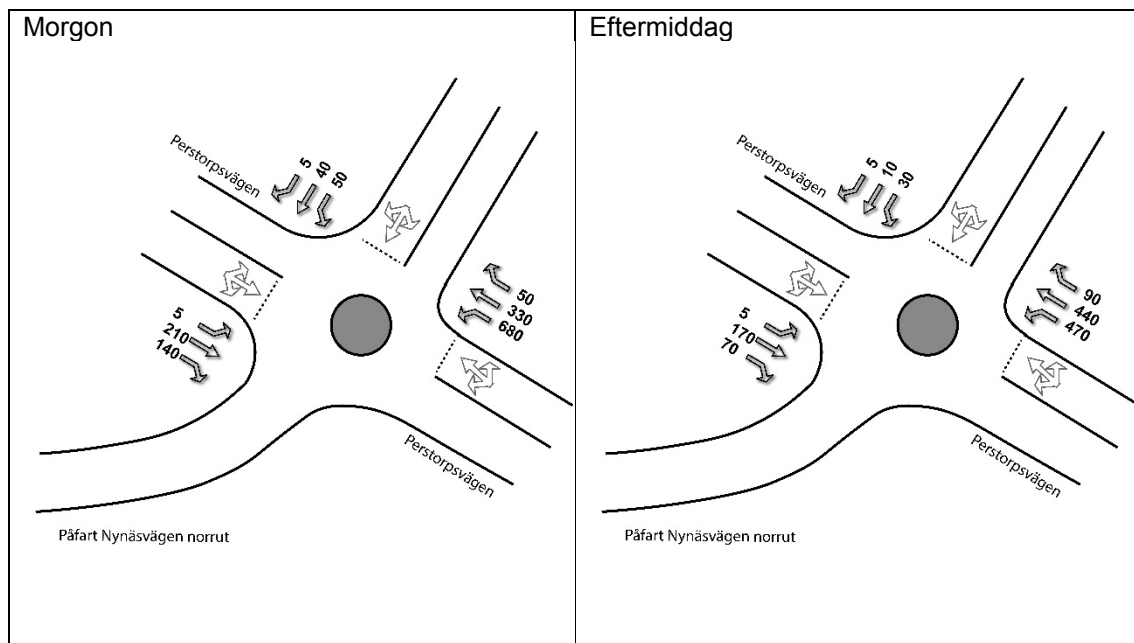 Morgon
Perstorpsvägen
5
40
50
50
330
680
5
210
140
Perstorpsvägen
Påfart Nynäsvägen norrut
Eftermiddag
Perstorpsvägen
5
10
30
90
440
470
5
170
70
Perstorpsvägen
Påfart Nynäsvägen norrut